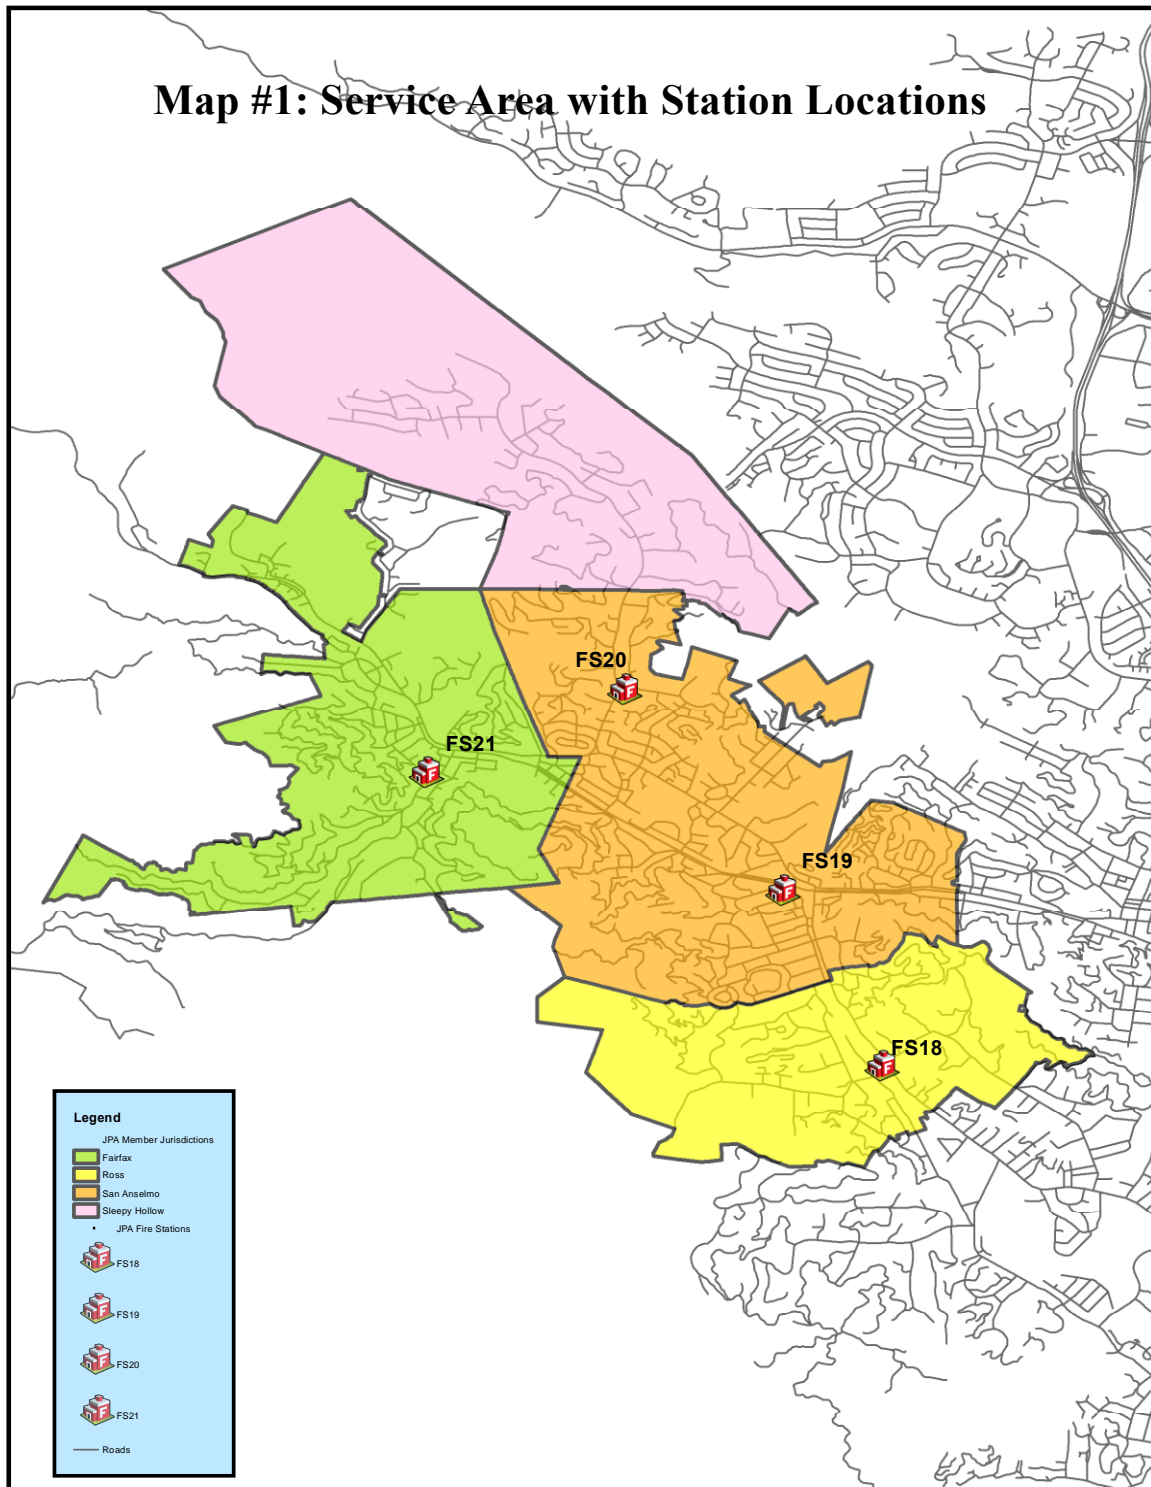 Map #1: Service Area with Station Locations
FS20
FS21
FS19
FS18
Legend
JPA Member Jurisdictions
Fairfax
Ross
San Anselmo
Sleepy Hollow
JPA Fire Stations
F FS18
F FS19
F FS20
F FS21
Roads
F
F
F
F